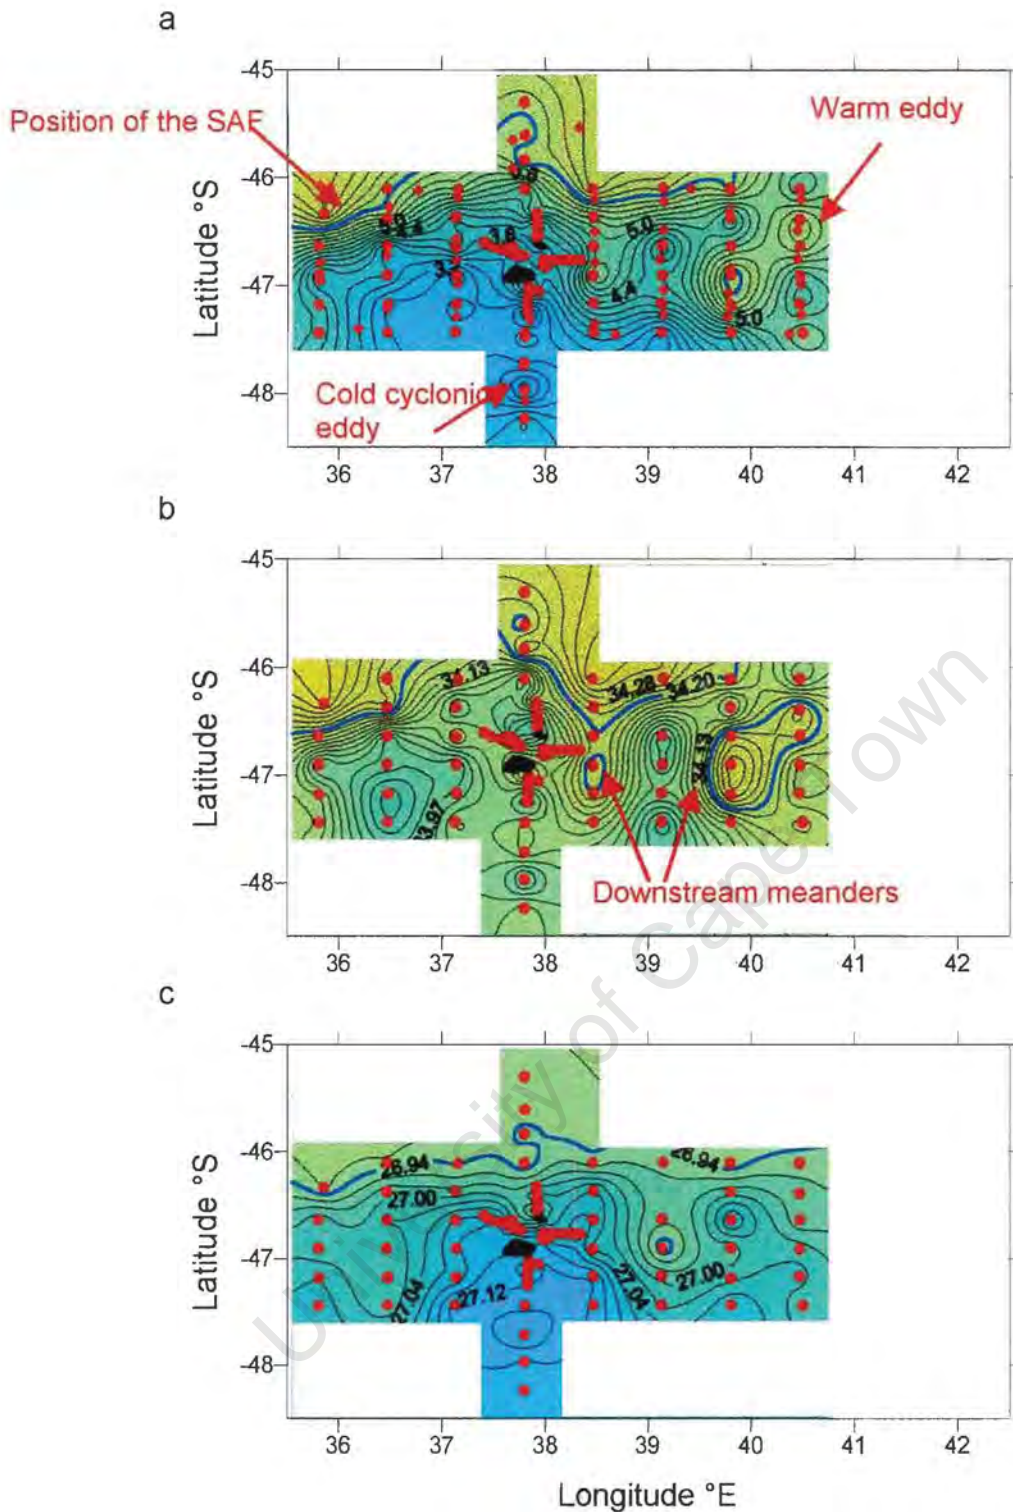 a
-45
Position of the SAF
Warm eddy
-46
5.0
4.4
3.8
5.0
Latitude °S
-47
4.4
5.0
-48
Cold cyclonic
eddy
36 37 38 39 40 41 42
b
-45
-46
34.13
34.28
34.20
Latitude °S
34.13
-47
33.97
-48
Downstream meanders
36 37 38 39 40 41 42
c
-45
-46
26.94
26.94
27.00
Latitude °S
-47
27.00
27.04
27.12
27.04
-48
36 37 38 39 40 41 42
Longitude °E
University of Cape Town